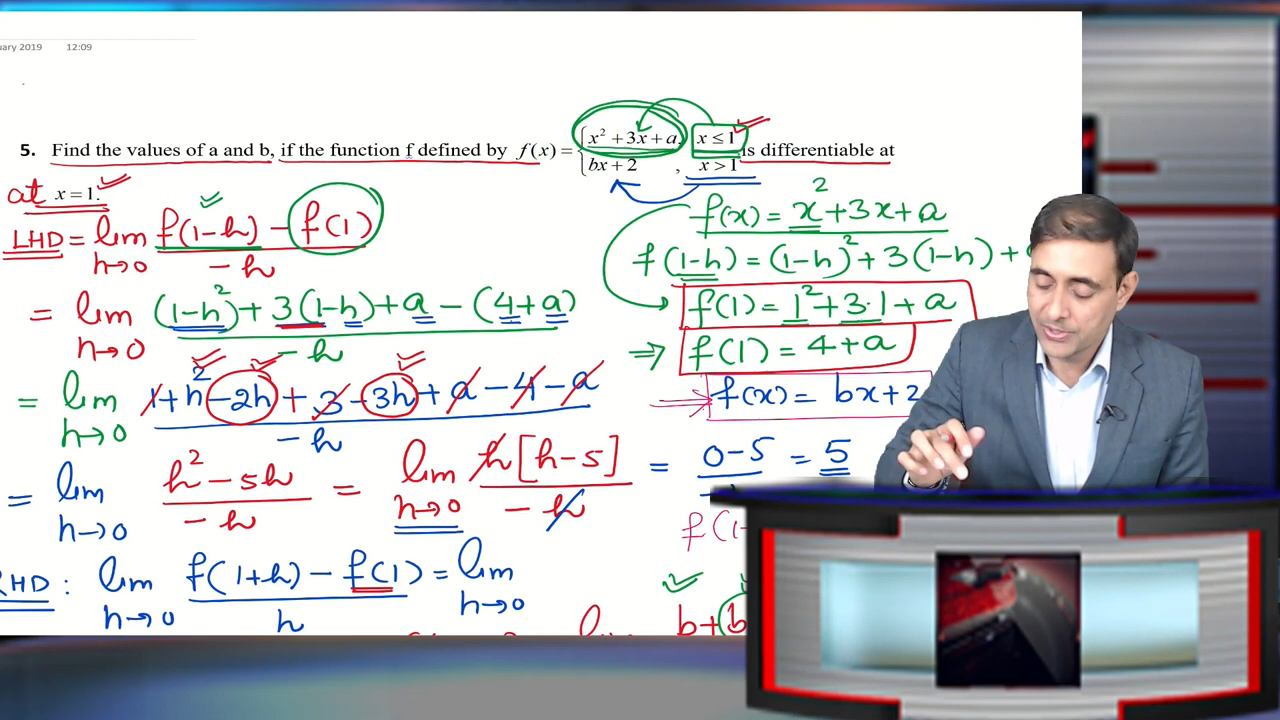 uary 2019 12:09
5. Find the values of a and b, if the function f defined by f(x) = { x² + 3x + a, x ≤ 1
bx + 2 , x > 1 is differentiable at
at x = 1.
LHD = lim h→0 f(1-h) - f(1) / -h
= lim h→0 (1-h²) + 3(1-h) + a - (4+a) / -h
= lim h→0 1 + h² - 2h + 3 - 3h + a - 4 - a / -h
= lim h→0 h² - 5h / -h = lim h→0 h[h-5] / -h = 0-5 / = 5
RHD : lim h→0 f(1+h) - f(1) / h = lim h→0
f(x) = x² + 3x + a
f(1-h) = (1-h)² + 3(1-h) +
f(1) = 1² + 3·1 + a
⇒ f(1) = 4 + a
f(x) = bx + 2
f(1-
lim
b+b